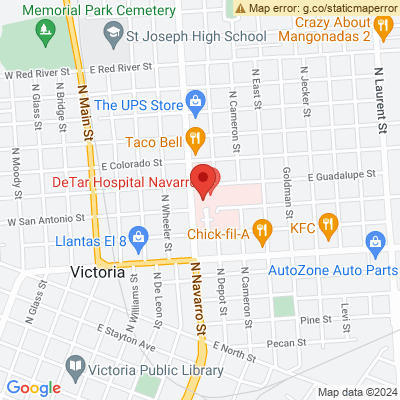 Map error: g.co/staticmaperror
Memorial Park Cemetery
St Joseph High School
Crazy About
Mangonadas 2
W Red River St
E Red River St
N Glass St
N Bridge St
N Main St
The UPS Store
N Cameron St
N East St
N Jecker St
N Laurent St
Taco Bell
N Moody St
E Colorado St
DeTar Hospital Navarro
E Guadalupe St
Goldman St
W San Antonio St
N Wheeler St
Llantas El 8
Chick-fil-A
KFC
AutoZone Auto Parts
Victoria
N Glass St
N William St
N De Leon St
N Navarro St
N Depot St
N Cameron St
Levi St
Pine St
E Stayton Ave
E North St
Pecan St
Victoria Public Library
Google
Map data ©2024